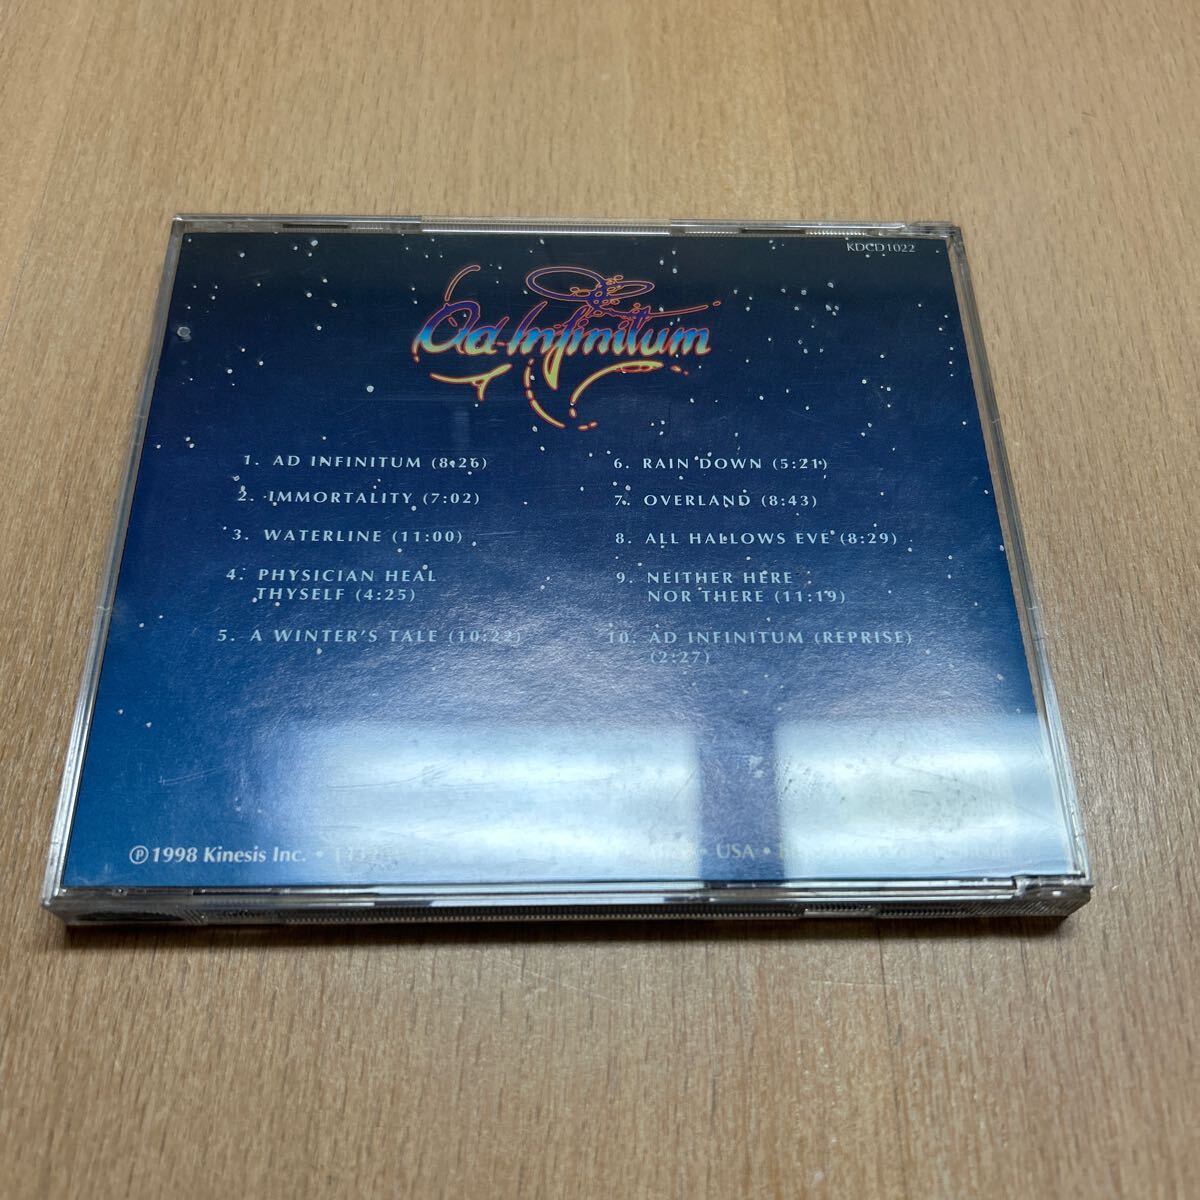 KDCD1022
Ad Infinitum
1. AD INFINITUM (8:26)
2. IMMORTALITY (7:02)
3. WATERLINE (11:00)
4. PHYSICIAN HEAL
THYSELF (4:25)
5. A WINTER'S TALE (10:22)
6. RAIN DOWN (5:21)
7. OVERLAND (8:43)
8. ALL HALLOWS EVE (8:29)
9. NEITHER HERE
NOR THERE (11:19)
10. AD INFINITUM (REPRISE)
(2:27)
℗ 1998 Kinesis Inc. • • USA •